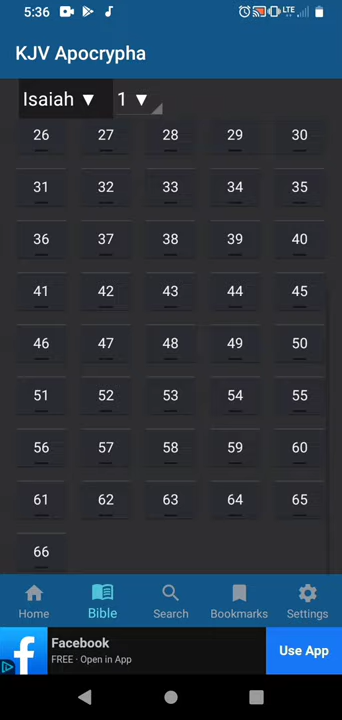 5:36 LTE
KJV Apocrypha
Isaiah ▼ 1 ▼
26 27 28 29 30
31 32 33 34 35
36 37 38 39 40
41 42 43 44 45
46 47 48 49 50
51 52 53 54 55
56 57 58 59 60
61 62 63 64 65
66
Home Bible Search Bookmarks Settings
Facebook
FREE · Open in App
Use App